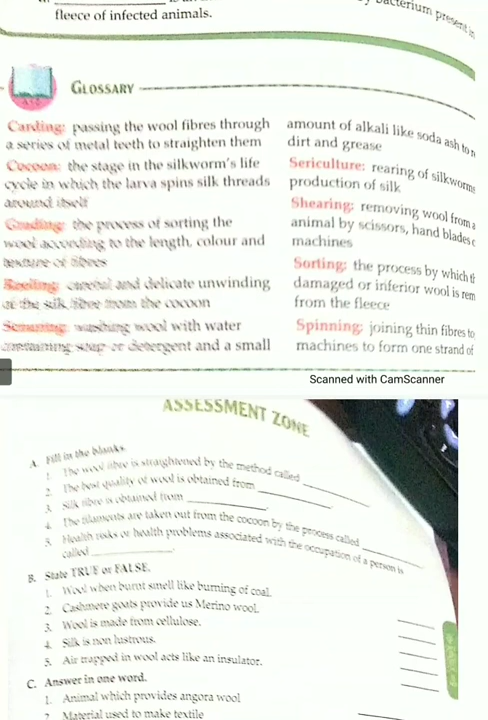 fleece of infected animals.
bacterium present in
GLOSSARY
Carding: passing the wool fibres through
a series of metal teeth to straighten them
Cocoon: the stage in the silkworm's life
cycle in which the larva spins silk threads
around itself
Grading: the process of sorting the
wool according to the length, colour and
texture of fibres
Reeling: careful and delicate unwinding
of the silk fibre from the cocoon
Scouring: washing wool with water
containing soap or detergent and a small
amount of alkali like soda ash to
dirt and grease
Sericulture: rearing of silkworms
production of silk
Shearing: removing wool from a
animal by scissors, hand blades
machines
Sorting: the process by which
damaged or inferior wool is
from the fleece
Spinning: joining thin fibres to
machines to form one strand of
Scanned with CamScanner
ASSESSMENT ZONE
A. Fill in the blanks.
1. The wool fibre is straightened by the method called
2. The best quality of wool is obtained from
3. Silk fibre is obtained from
4. The filaments are taken out from the cocoon by the process called
5. Health risks or health problems associated with the occupation of a person is
called
B. State TRUE or FALSE.
1. Wool when burnt smell like burning of coal.
2. Cashmere goats provide us Merino wool.
3. Wool is made from cellulose.
4. Silk is non lustrous.
5. Air trapped in wool acts like an insulator.
C. Answer in one word.
1. Animal which provides angora wool
2. Material used to make textile